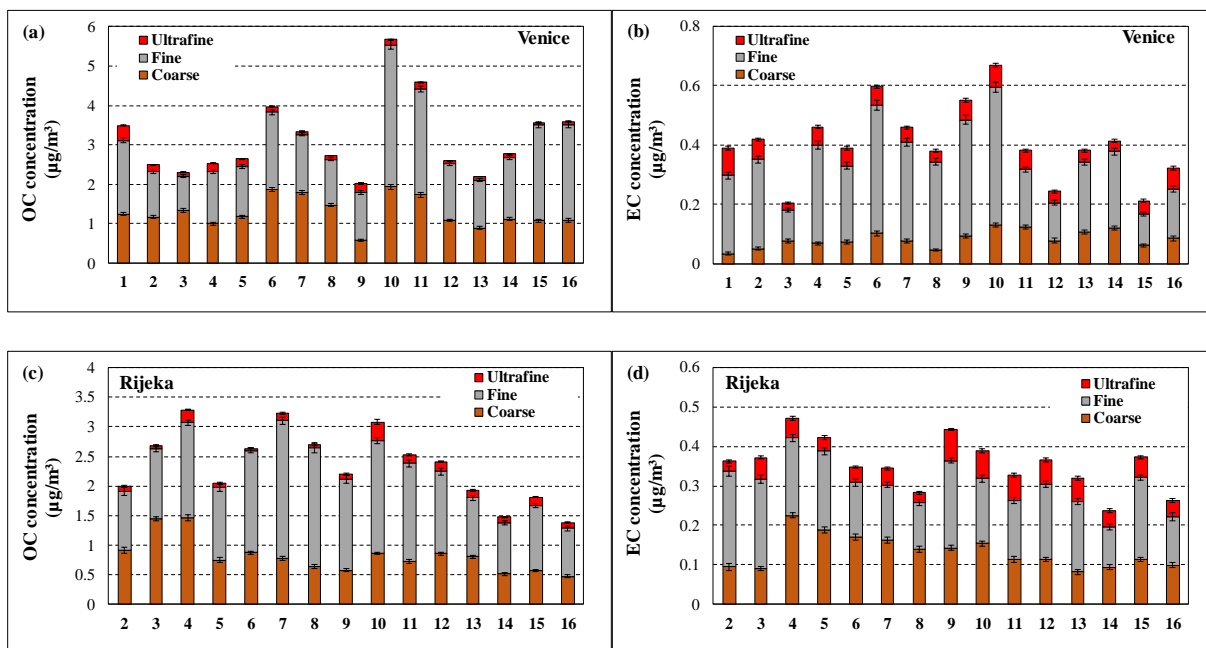 (a)
Venice
Ultrafine
Fine
Coarse
OC concentration
(µg/m³)
6
5
4
3
2
1
0
1 2 3 4 5 6 7 8 9 10 11 12 13 14 15 16
(b)
Venice
Ultrafine
Fine
Coarse
EC concentration
(µg/m³)
0.8
0.6
0.4
0.2
0
1 2 3 4 5 6 7 8 9 10 11 12 13 14 15 16
(c)
Rijeka
Ultrafine
Fine
Coarse
OC concentration
(µg/m³)
4
3.5
3
2.5
2
1.5
1
0.5
0
2 3 4 5 6 7 8 9 10 11 12 13 14 15 16
(d)
Rijeka
Ultrafine
Fine
Coarse
EC concentration
(µg/m³)
0.6
0.5
0.4
0.3
0.2
0.1
0
2 3 4 5 6 7 8 9 10 11 12 13 14 15 16